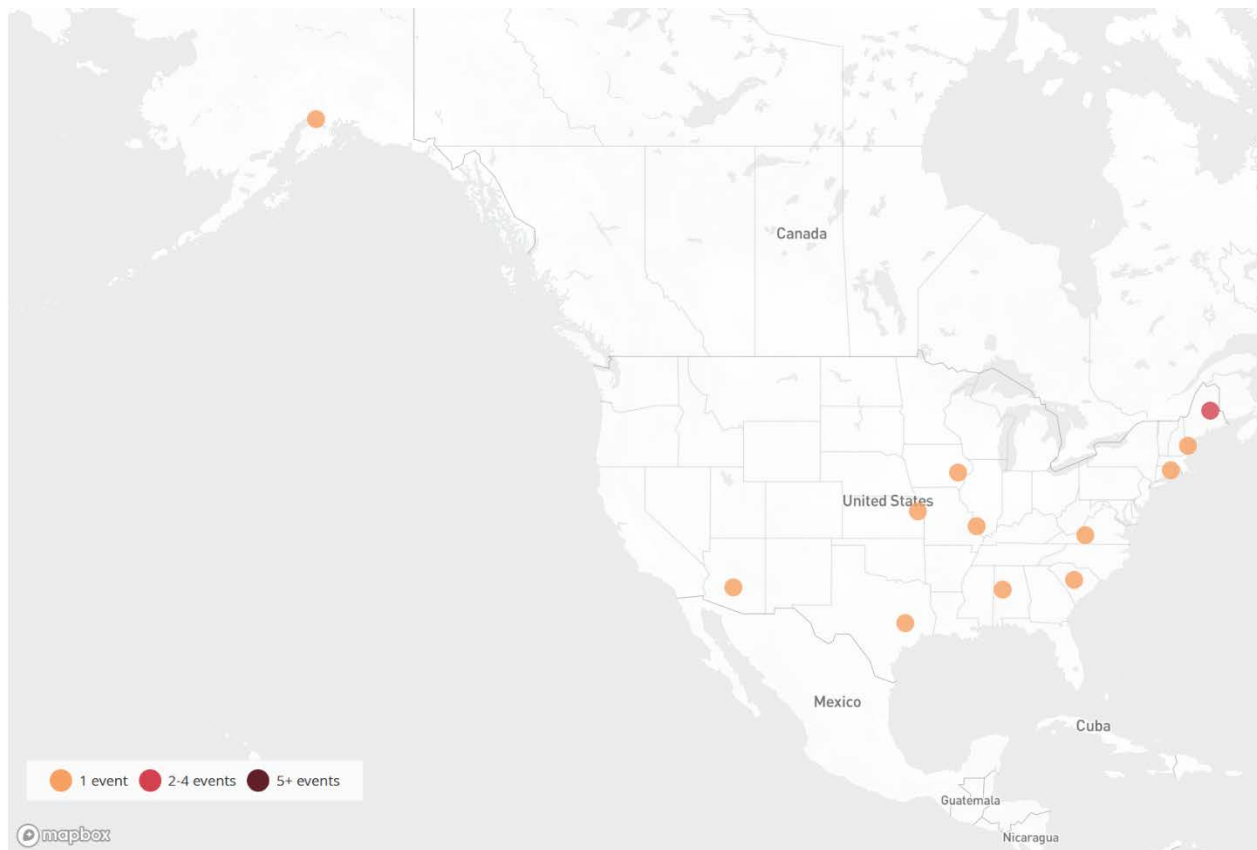 Canada
United States
Mexico
Cuba
Guatemala
Nicaragua
1 event
2-4 events
5+ events
mapbox